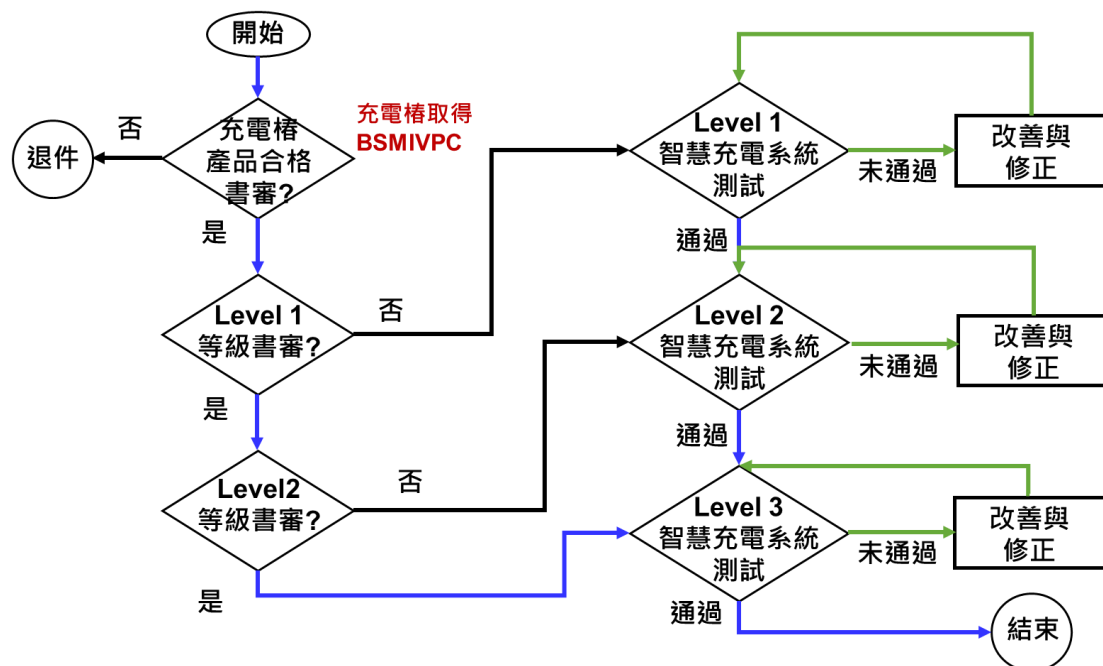 開始
充電樁
產品合格
書審?
充電樁取得
BSMIVPC
否
退件
是
Level 1
等級書審?
否
是
Level2
等級書審?
否
是
Level 1
智慧充電系統
測試
未通過
改善與
修正
通過
Level 2
智慧充電系統
測試
未通過
改善與
修正
通過
Level 3
智慧充電系統
測試
未通過
改善與
修正
通過
結束